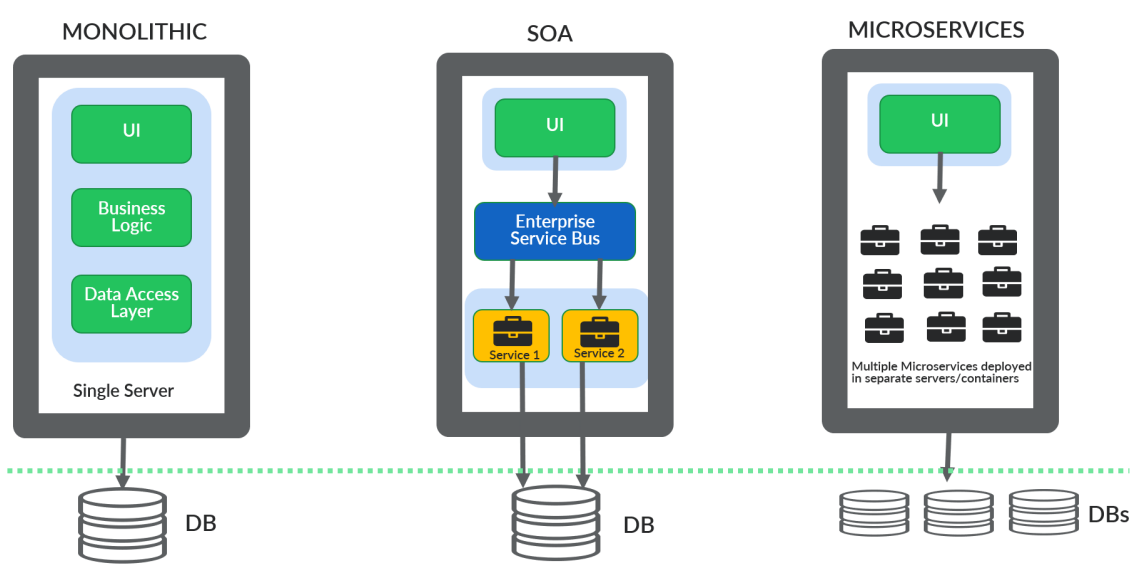 MONOLITHIC
UI
Business
Logic
Data Access
Layer
Single Server
DB
SOA
UI
Enterprise
Service Bus
Service 1
Service 2
DB
MICROSERVICES
UI
Multiple Microservices deployed
in separate servers/containers
DBs